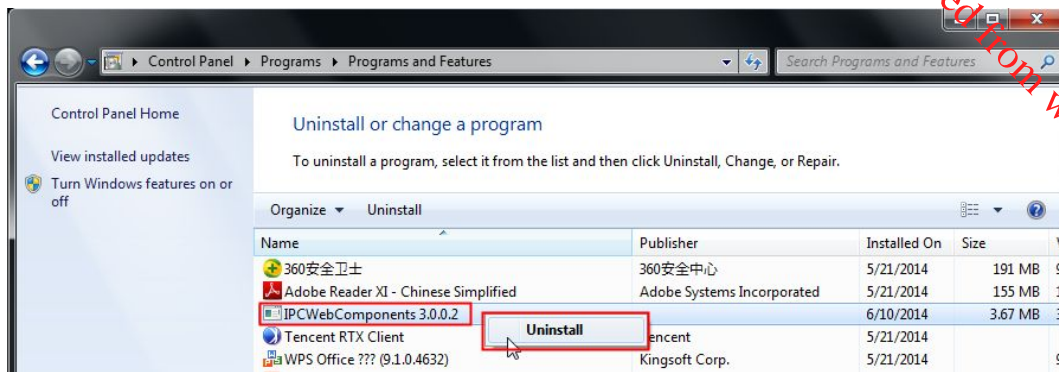 ed from w
Control Panel ▸ Programs ▸ Programs and Features
Search Programs and Features
Control Panel Home
View installed updates
Turn Windows features on or
off
Uninstall or change a program
To uninstall a program, select it from the list and then click Uninstall, Change, or Repair.
Organize Uninstall
Name Publisher Installed On Size
360安全卫士 360安全中心 5/21/2014 191 MB
Adobe Reader XI - Chinese Simplified Adobe Systems Incorporated 5/21/2014 155 MB
IPCWebComponents 3.0.0.2 6/10/2014 3.67 MB
Uninstall
Tencent RTX Client encent 5/21/2014
WPS Office ??? (9.1.0.4632) Kingsoft Corp. 5/21/2014